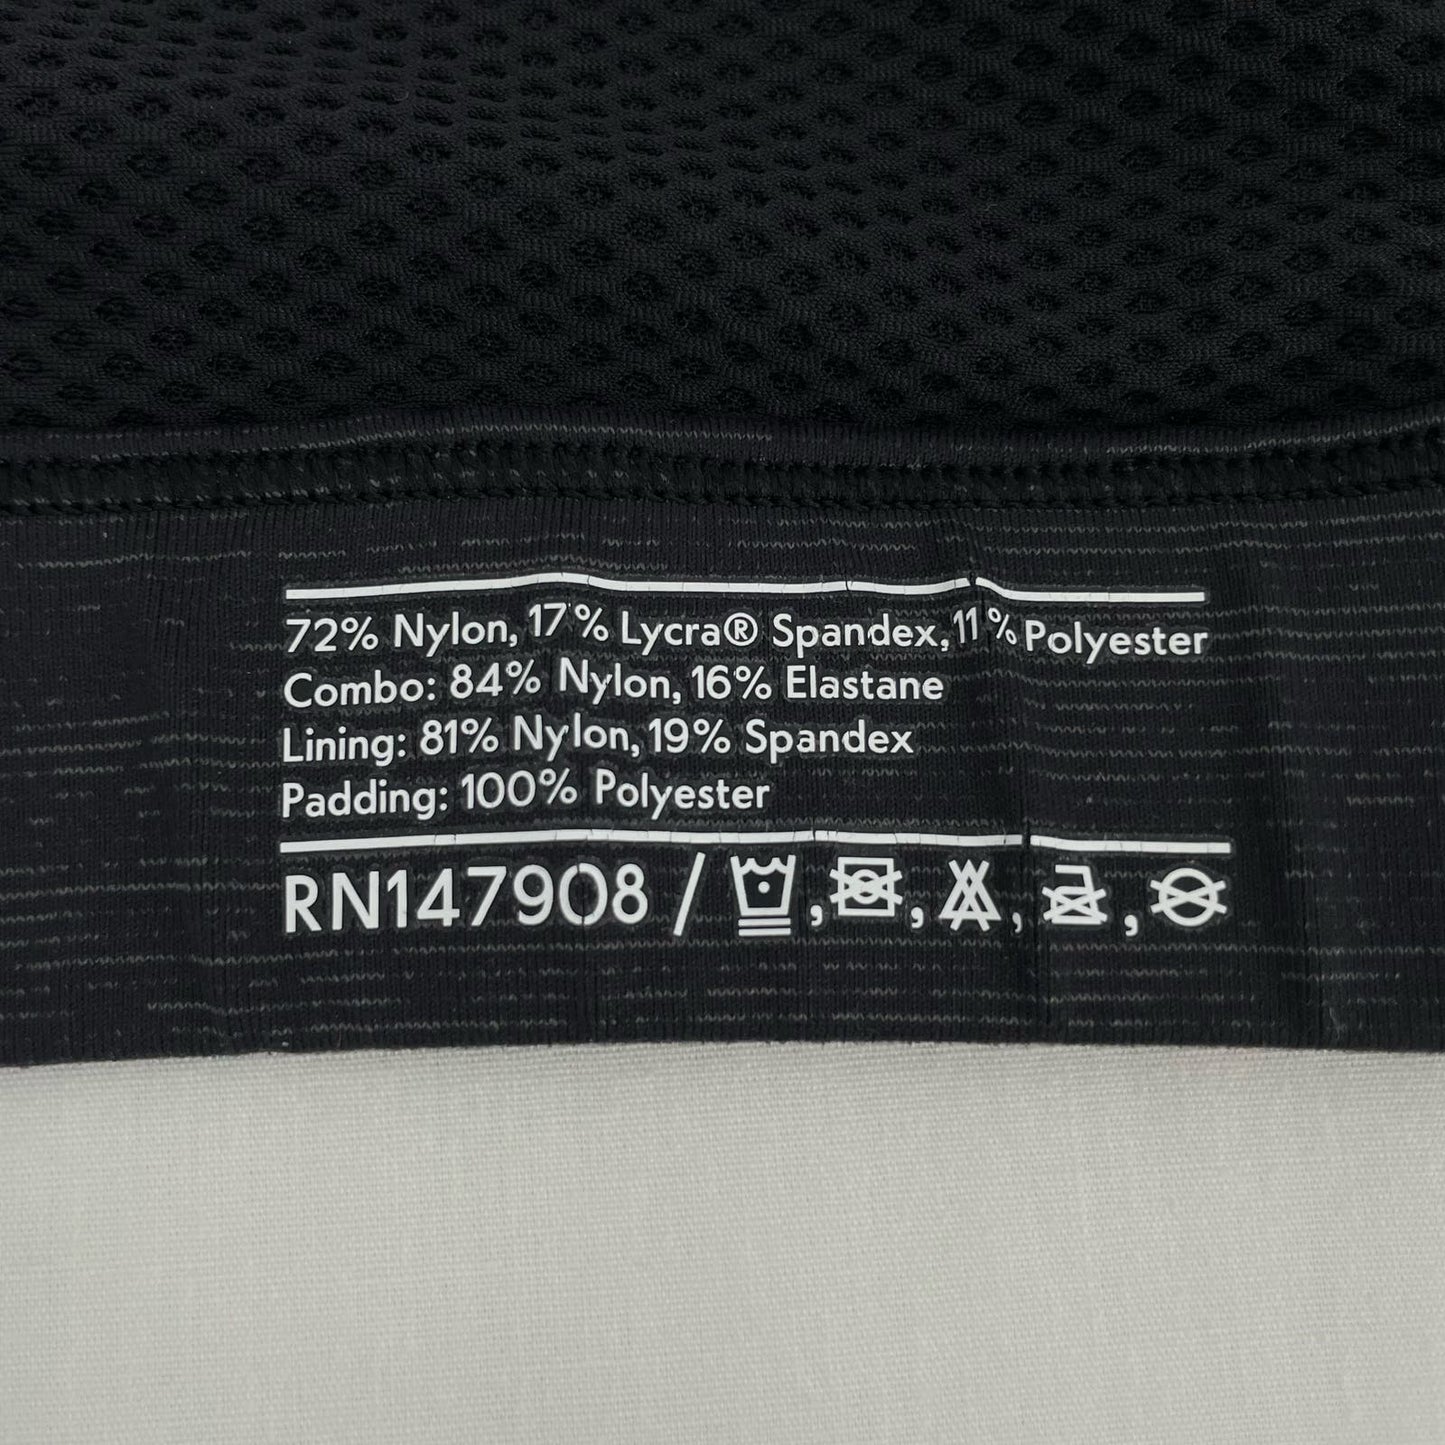 72% Nylon, 17% Lycra® Spandex, 11% Polyester
Combo: 84% Nylon, 16% Elastane
Lining: 81% Nylon, 19% Spandex
Padding: 100% Polyester
RN147908 / , , , ,